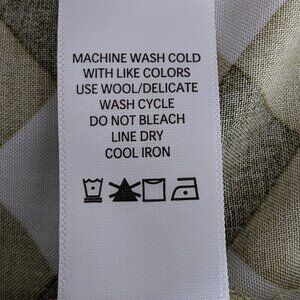 MACHINE WASH COLD
WITH LIKE COLORS
USE WOOL/DELICATE
WASH CYCLE
DO NOT BLEACH
LINE DRY
COOL IRON